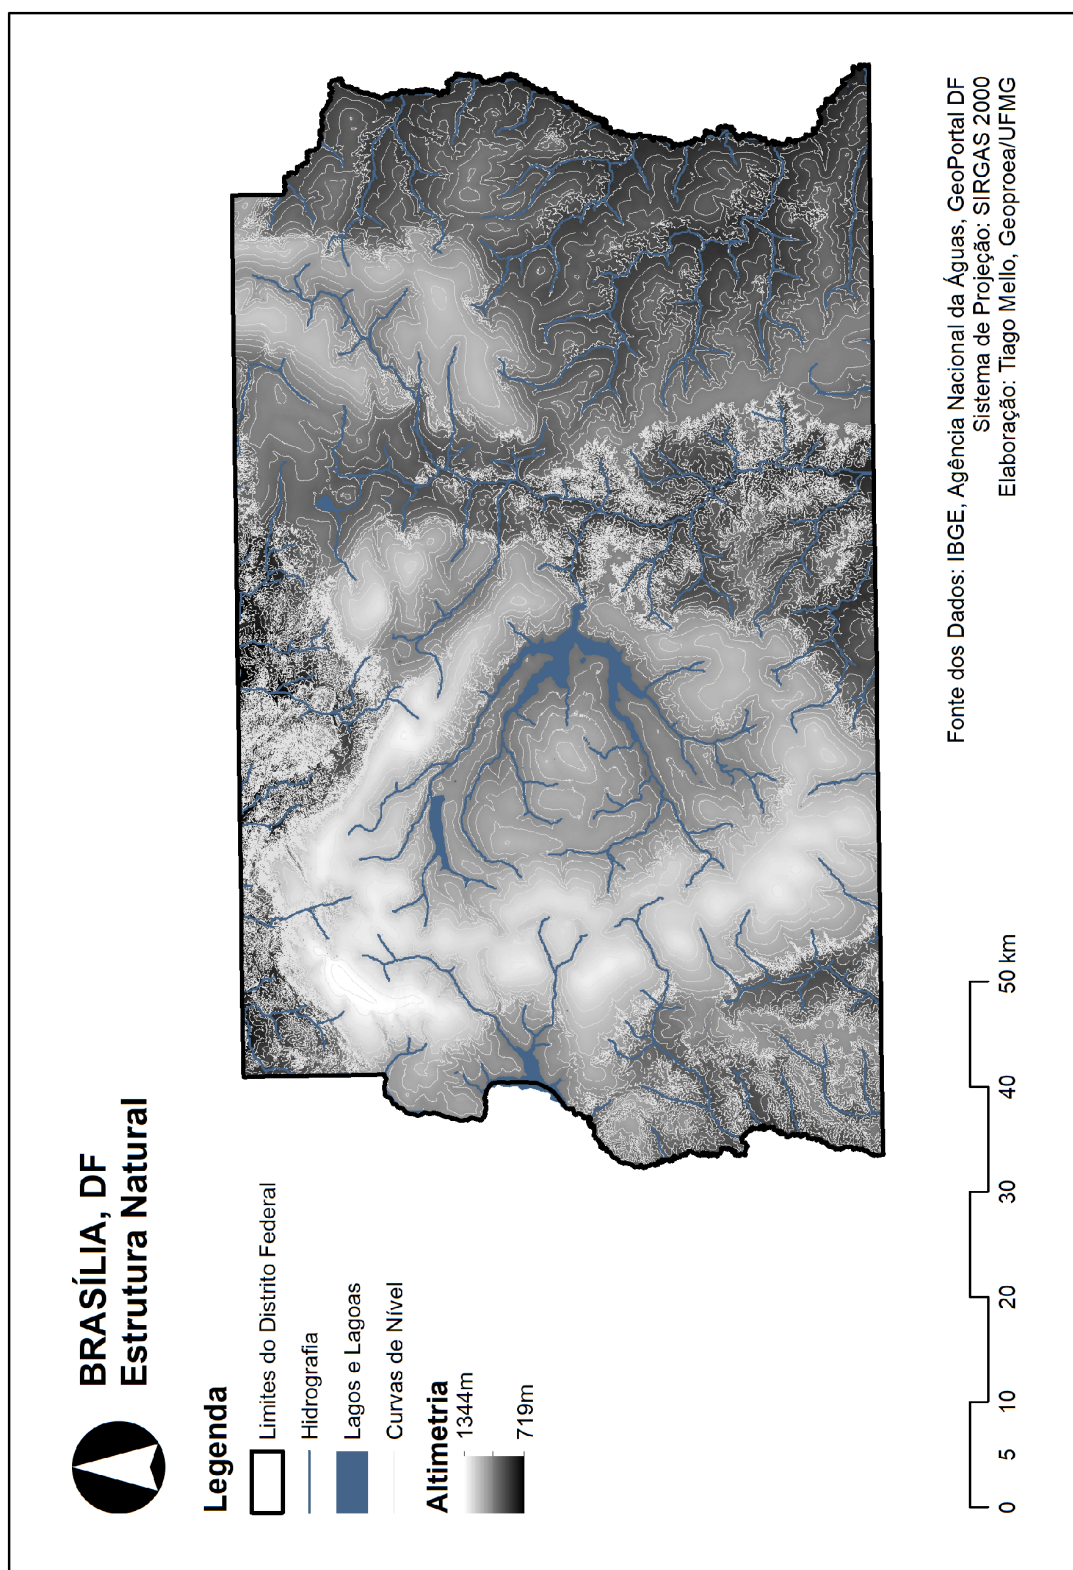 BRASÍLIA, DF
Estrutura Natural
Legenda
Limites do Distrito Federal
Hidrografia
Lagos e Lagoas
Curvas de Nível
Altimetria
1344m
719m
0 5 10 20 30 40 50 km
Fonte dos Dados: IBGE, Agência Nacional da Águas, GeoPortal DF
Sistema de Projeção: SIRGAS 2000
Elaboração: Tiago Mello, Geoproea/UFMG